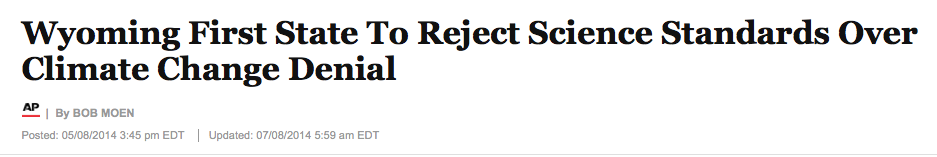 Wyoming First State To Reject Science Standards Over
Climate Change Denial
AP | By BOB MOEN
Posted: 05/08/2014 3:45 pm EDT | Updated: 07/08/2014 5:59 am EDT